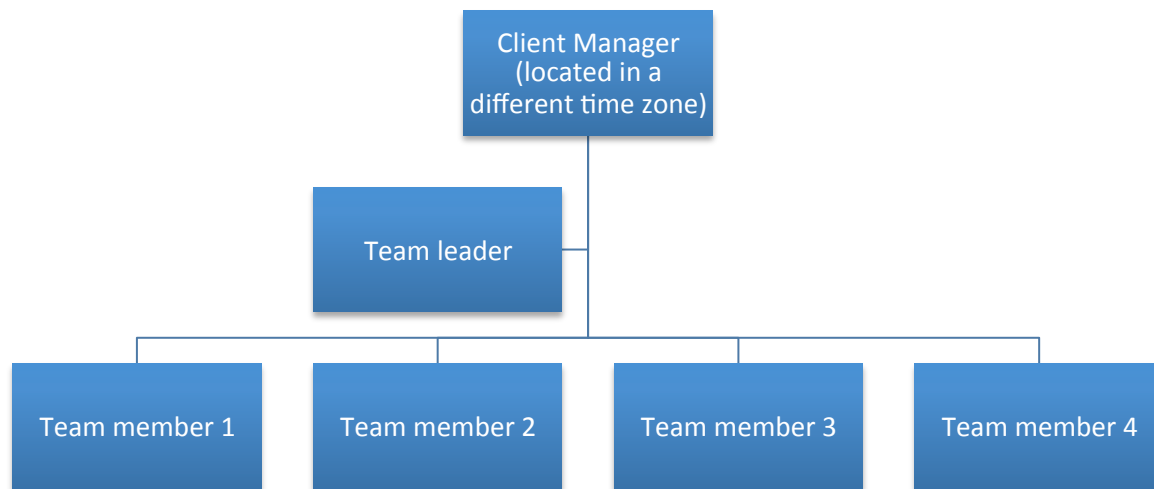 Client Manager
(located in a
different time zone)
Team leader
Team member 1
Team member 2
Team member 3
Team member 4